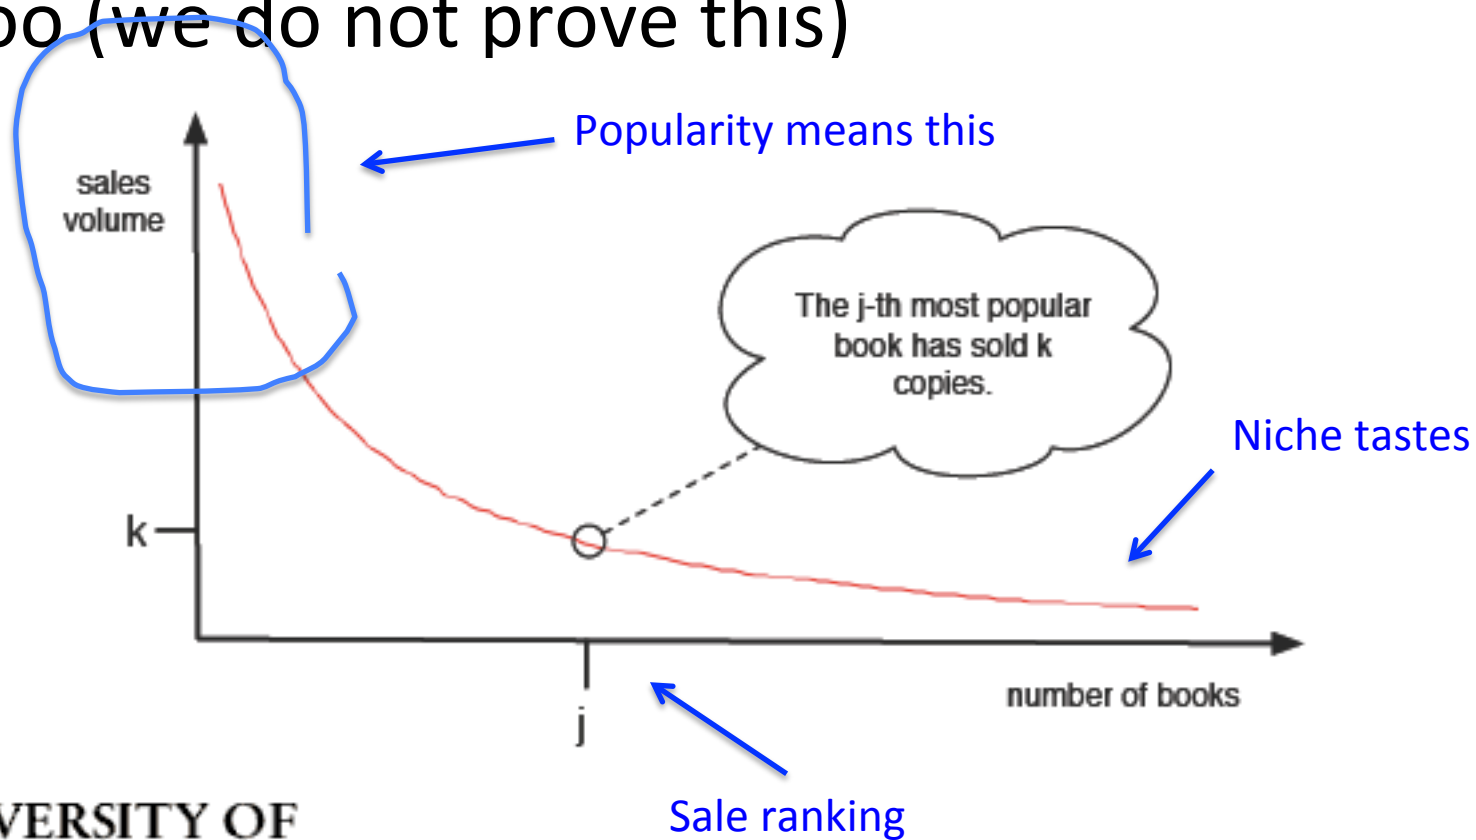 (we do not prove this)
Popularity means this
sales
volume
The j-th most popular
book has sold k
copies.
Niche tastes
k
j
number of books
Sale ranking
VERSITY OF